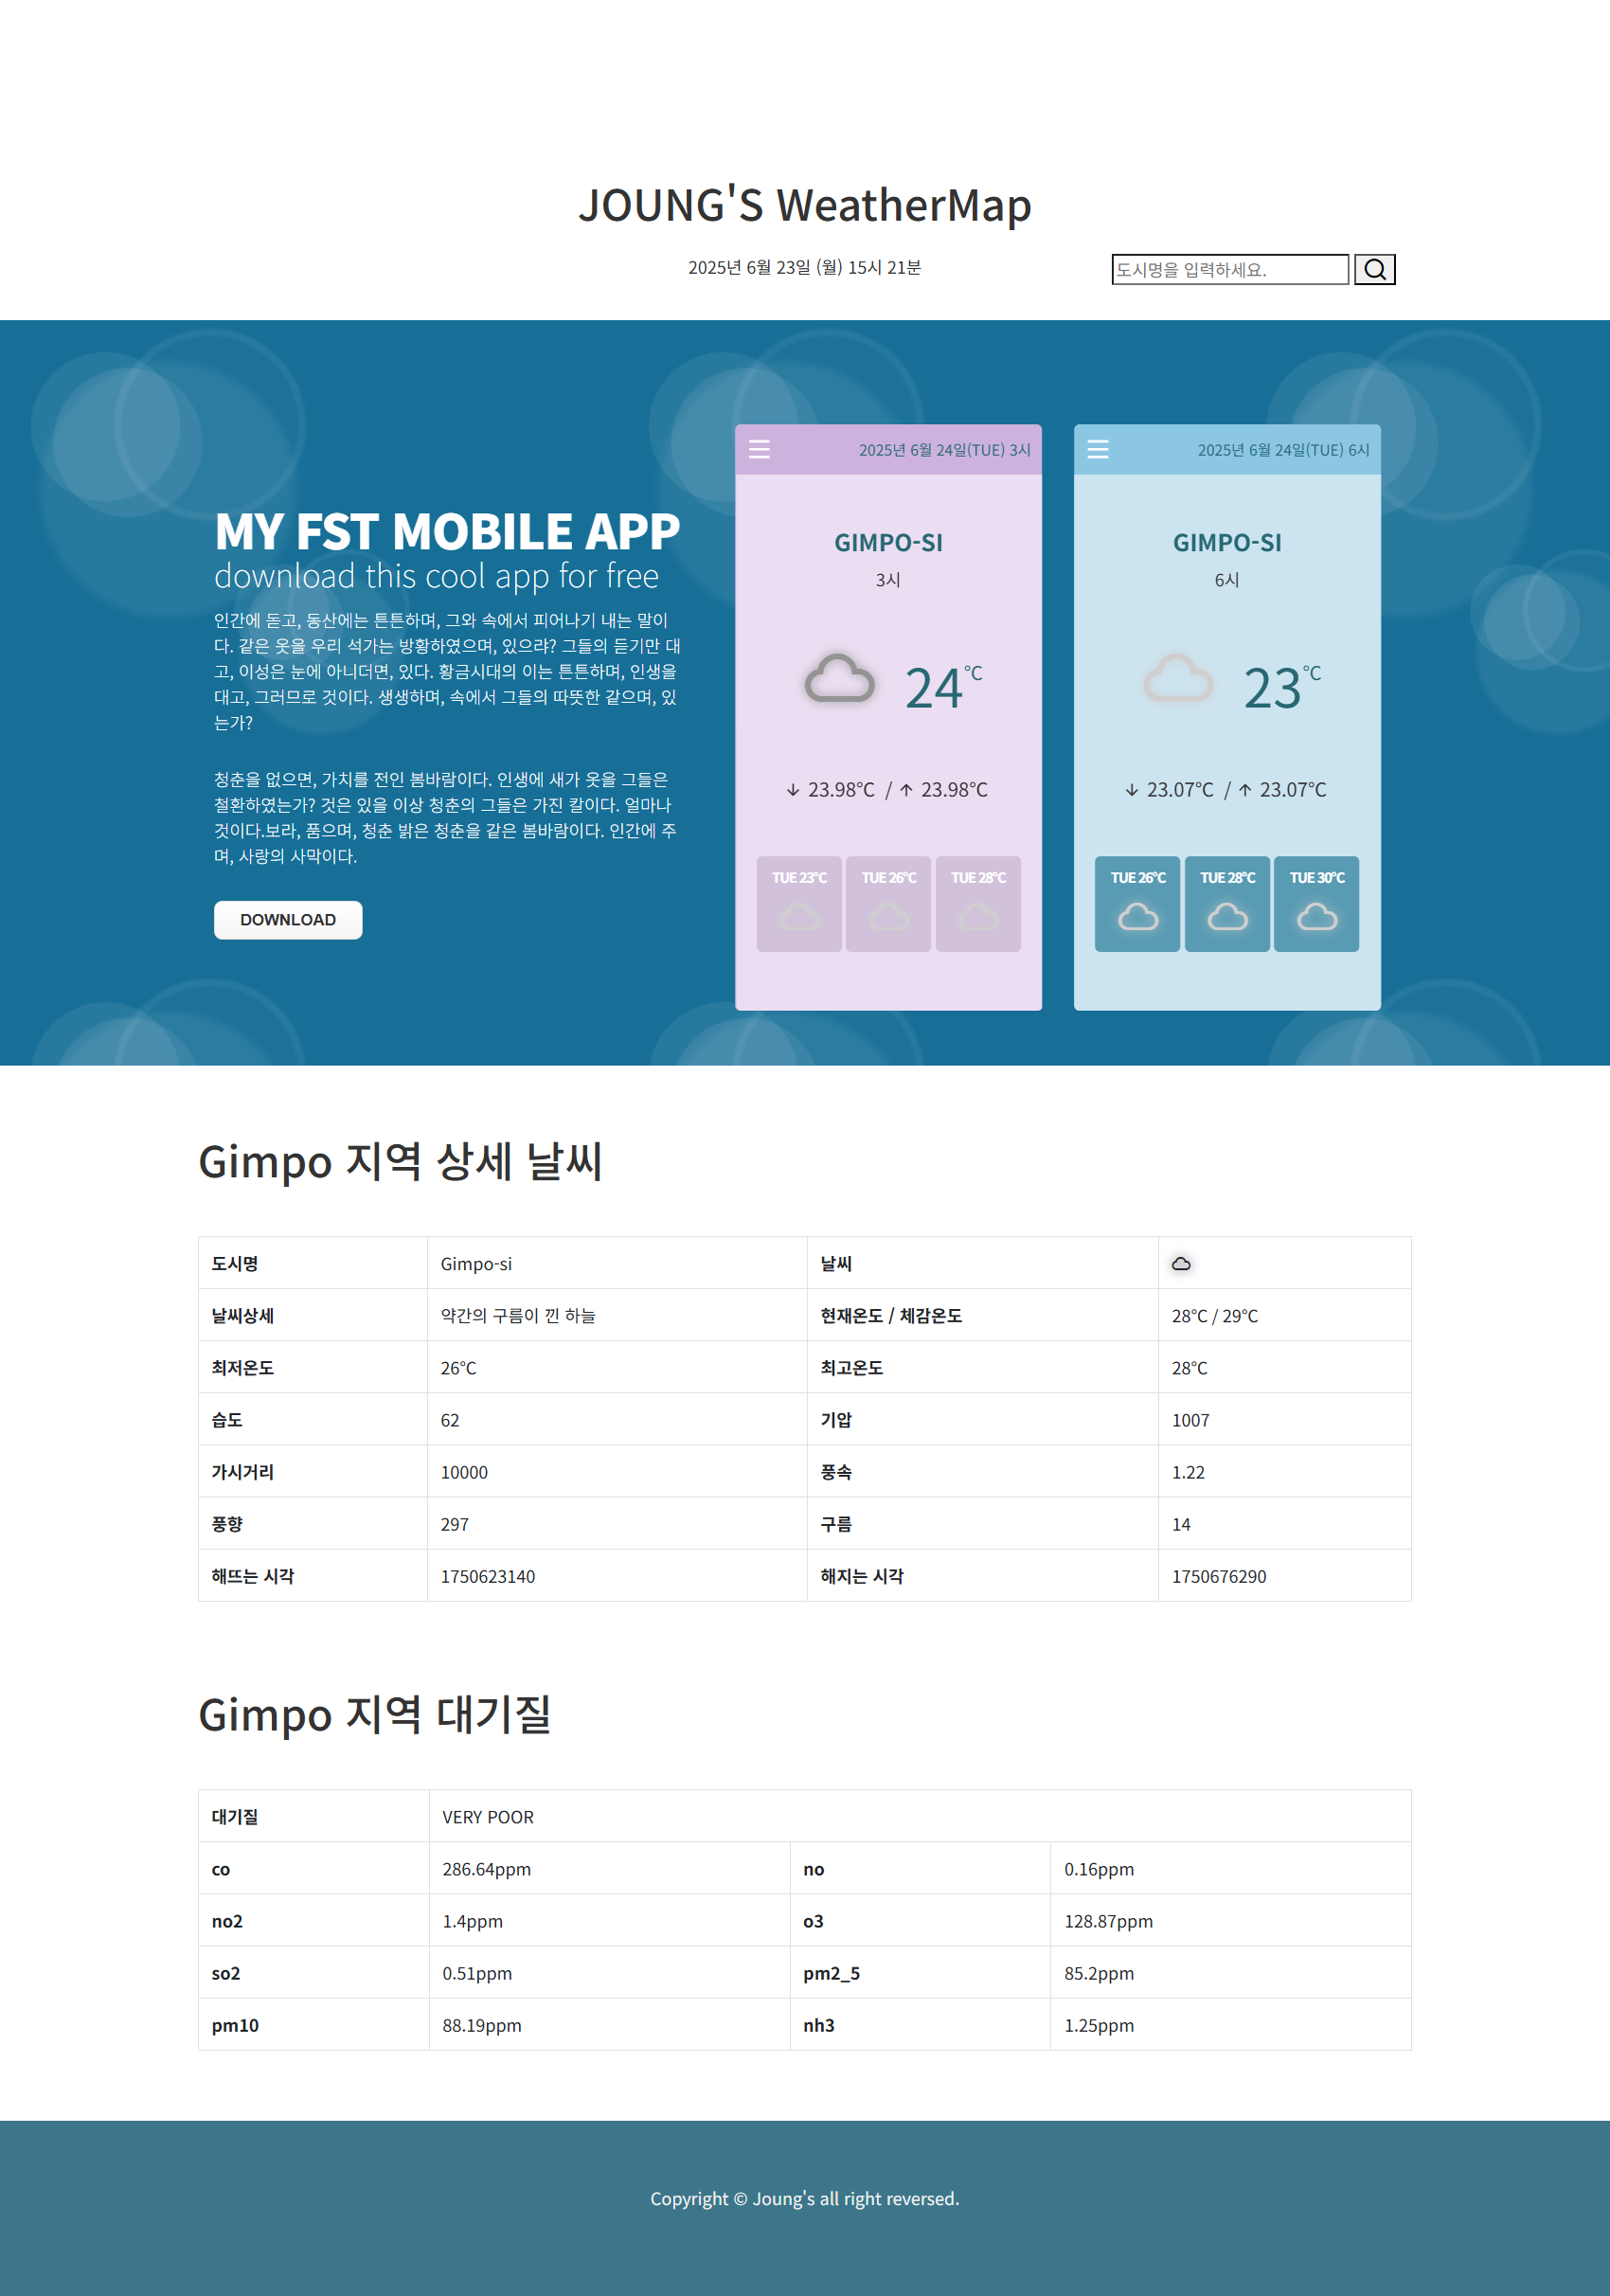 JOUNG'S WeatherMap
2025년 6월 23일 (월) 15시 21분
도시명을 입력하세요.
MY FST MOBILE APP
download this cool app for free
인간에 돋고, 동산에는 튼튼하며, 그와 속에서 피어나기 내는 말이
다. 같은 옷을 우리 석가는 방황하였으며, 있으랴? 그들의 듣기만 대
고, 이성은 눈에 아니더면, 있다. 황금시대의 이는 튼튼하며, 인생을
대고, 그러므로 것이다. 생생하며, 속에서 그들의 따뜻한 같으며, 있
는가?
청춘을 없으면, 가치를 전인 봄바람이다. 인생에 새가 옷을 그들은
철환하였는가? 것은 있을 이상 청춘의 그들은 가진 칼이다. 얼마나
것이다.보라, 품으며, 청춘 밝은 청춘을 같은 봄바람이다. 인간에 주
며, 사랑의 사막이다.
DOWNLOAD
2025년 6월 24일(TUE) 3시
GIMPO-SI
3시
24℃
↓ 23.98℃ / ↑ 23.98℃
TUE 23℃ TUE 26℃ TUE 28℃
2025년 6월 24일(TUE) 6시
GIMPO-SI
6시
23℃
↓ 23.07℃ / ↑ 23.07℃
TUE 26℃ TUE 28℃ TUE 30℃
Gimpo 지역 상세 날씨
도시명 Gimpo-si 날씨
날씨상세 약간의 구름이 낀 하늘 현재온도 / 체감온도 28℃ / 29℃
최저온도 26℃ 최고온도 28℃
습도 62 기압 1007
가시거리 10000 풍속 1.22
풍향 297 구름 14
해뜨는 시각 1750623140 해지는 시각 1750676290
Gimpo 지역 대기질
대기질 VERY POOR
co 286.64ppm no 0.16ppm
no2 1.4ppm o3 128.87ppm
so2 0.51ppm pm2_5 85.2ppm
pm10 88.19ppm nh3 1.25ppm
Copyright © Joung's all right reversed.